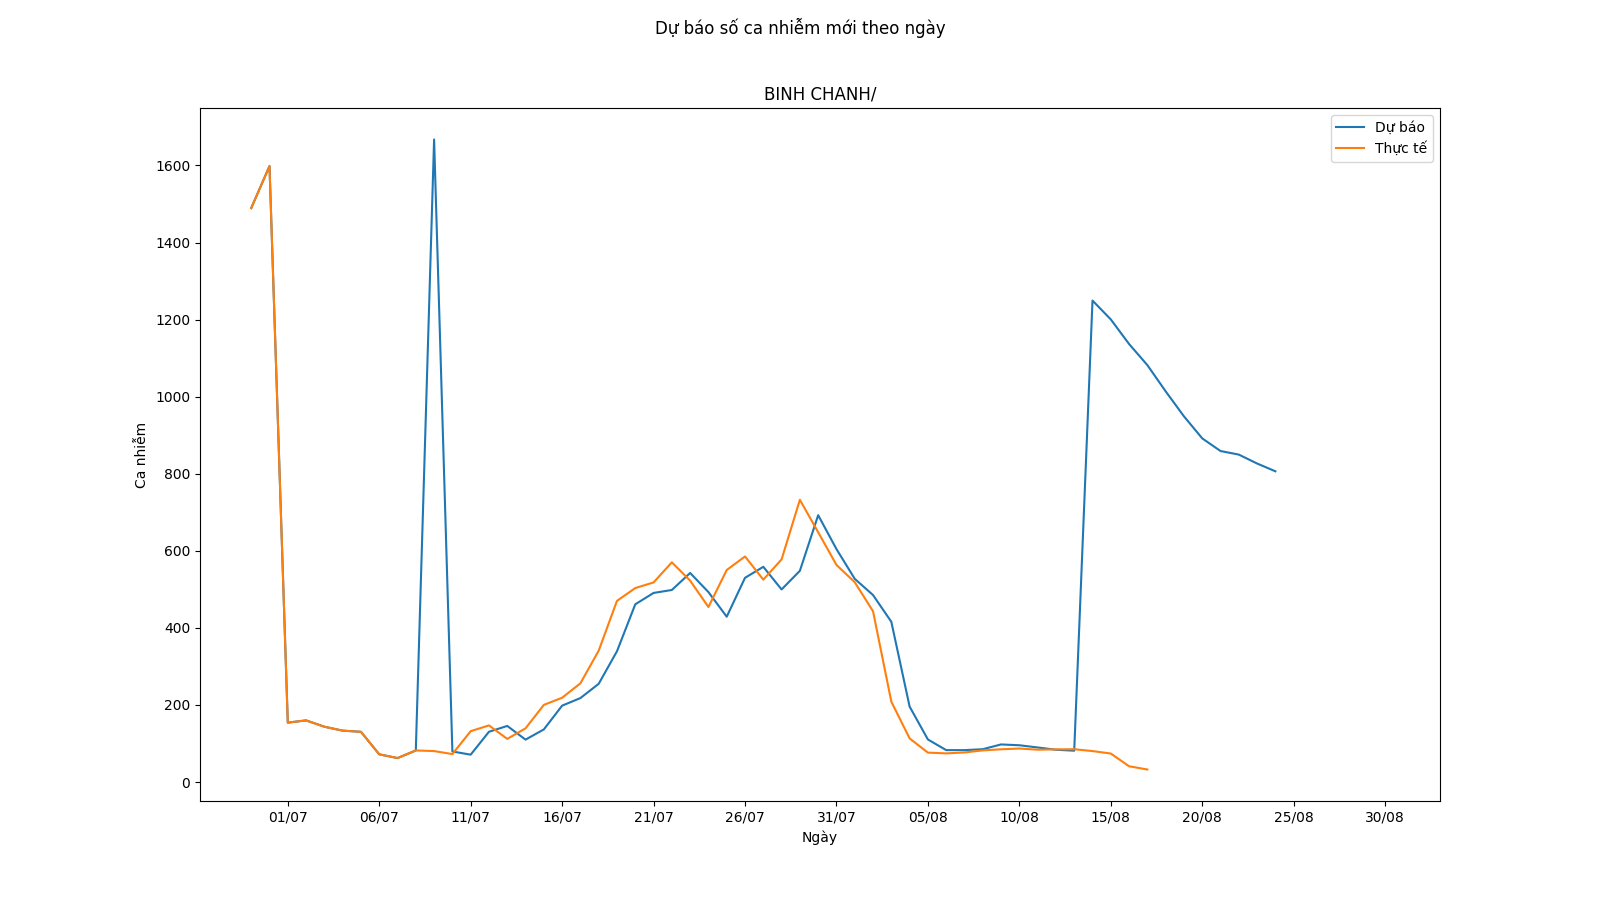 Dự báo số ca nhiễm mới theo ngày
BINH CHANH/
Dự báo
Thực tế
1600
1400
1200
1000
800
600
400
200
0
Ca nhiễm
01/07 06/07 11/07 16/07 21/07 26/07 31/07 05/08 10/08 15/08 20/08 25/08 30/08
Ngày